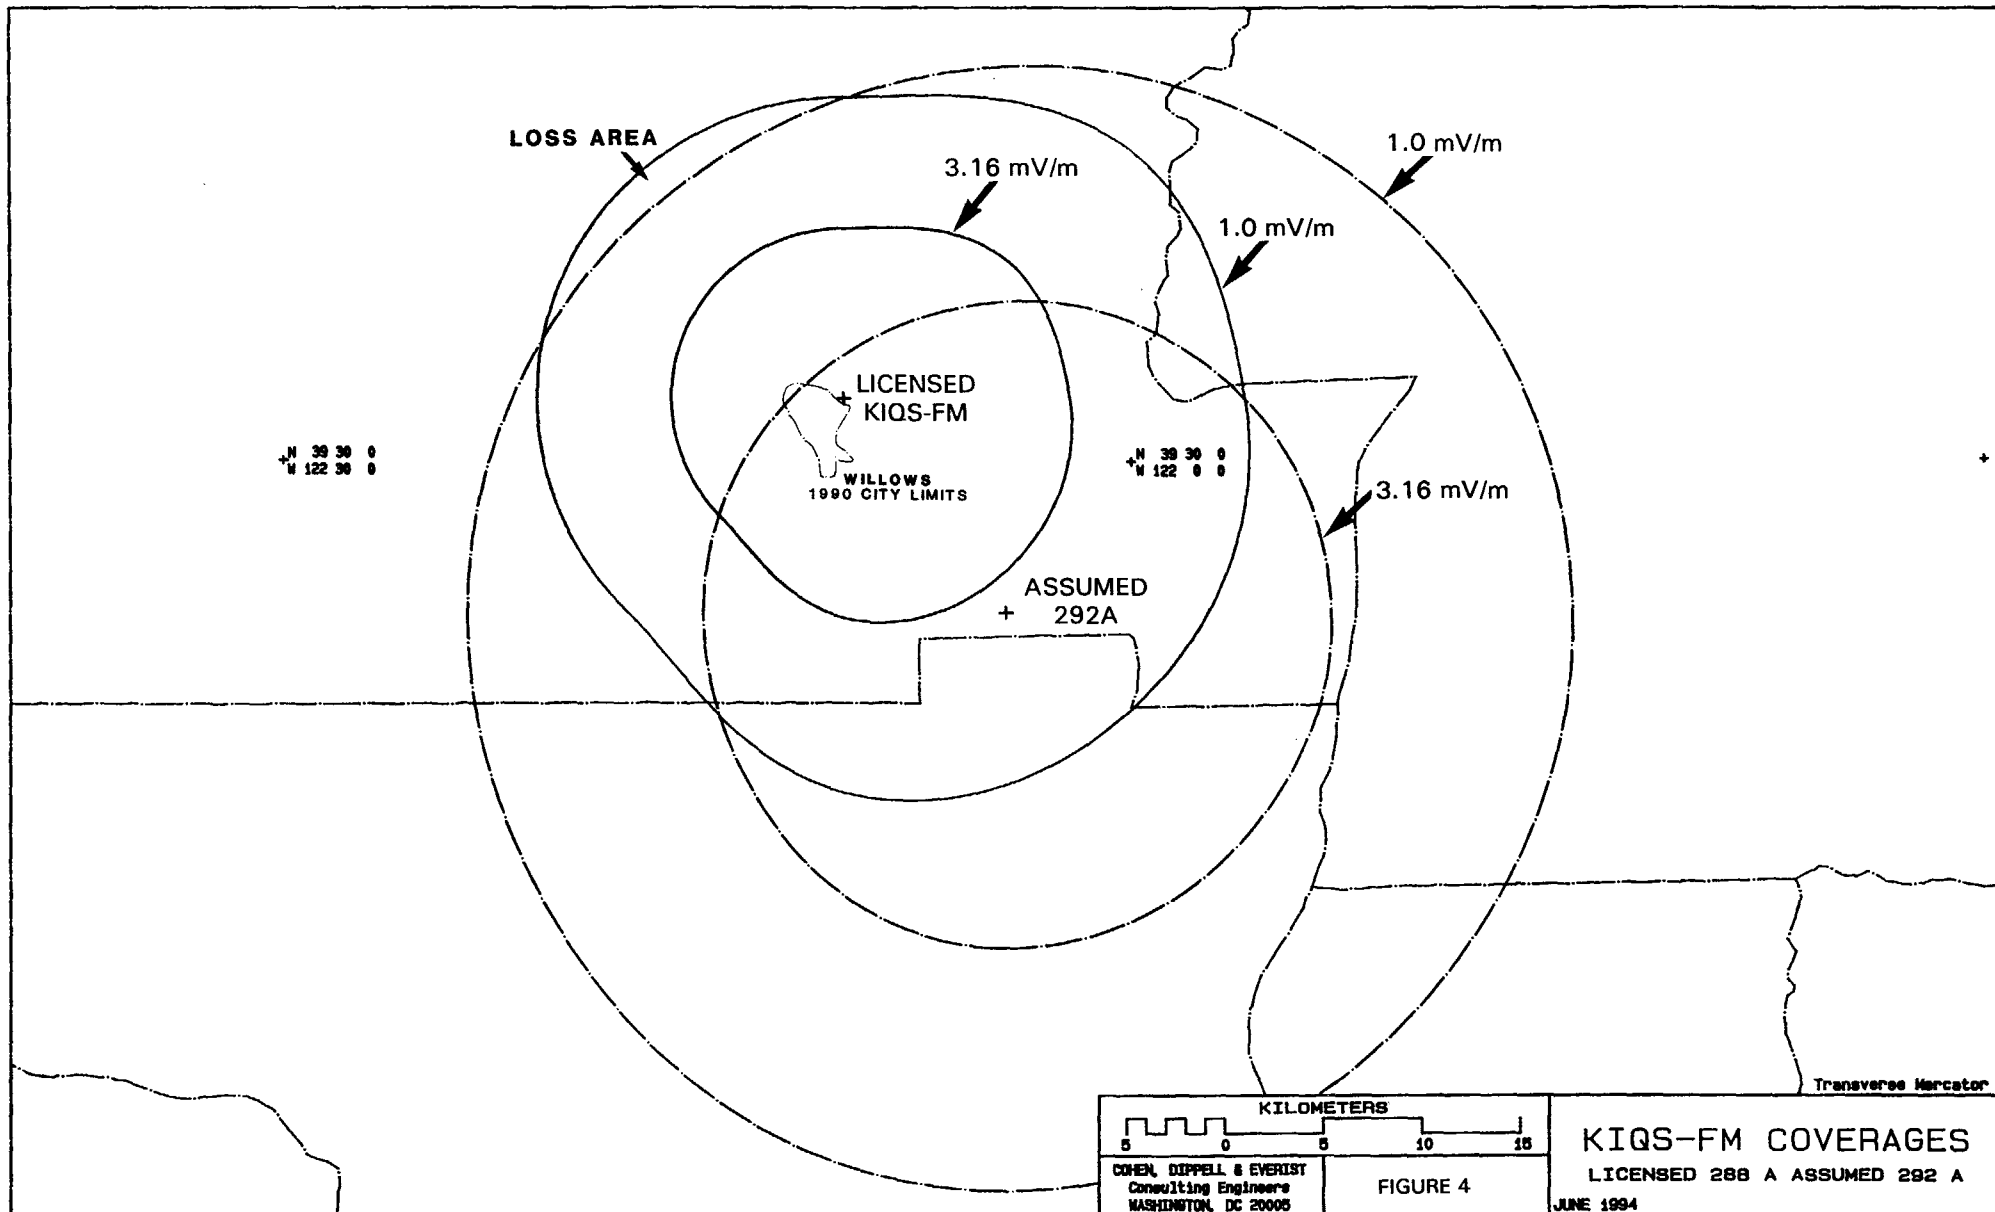 LOSS AREA
3.16 mV/m
1.0 mV/m
1.0 mV/m
LICENSED
KIQS-FM
N 39 30 0
W 122 30 0
N 39 30 0
W 122 0 0
WILLOWS
1990 CITY LIMITS
3.16 mV/m
ASSUMED
292A
Transverse Mercator
KILOMETERS
5 0 5 10 15
COHEN, DIPPELL & EVERIST
Consulting Engineers
WASHINGTON, DC 20005
FIGURE 4
KIQS-FM COVERAGES
LICENSED 288 A ASSUMED 292 A
JUNE 1994